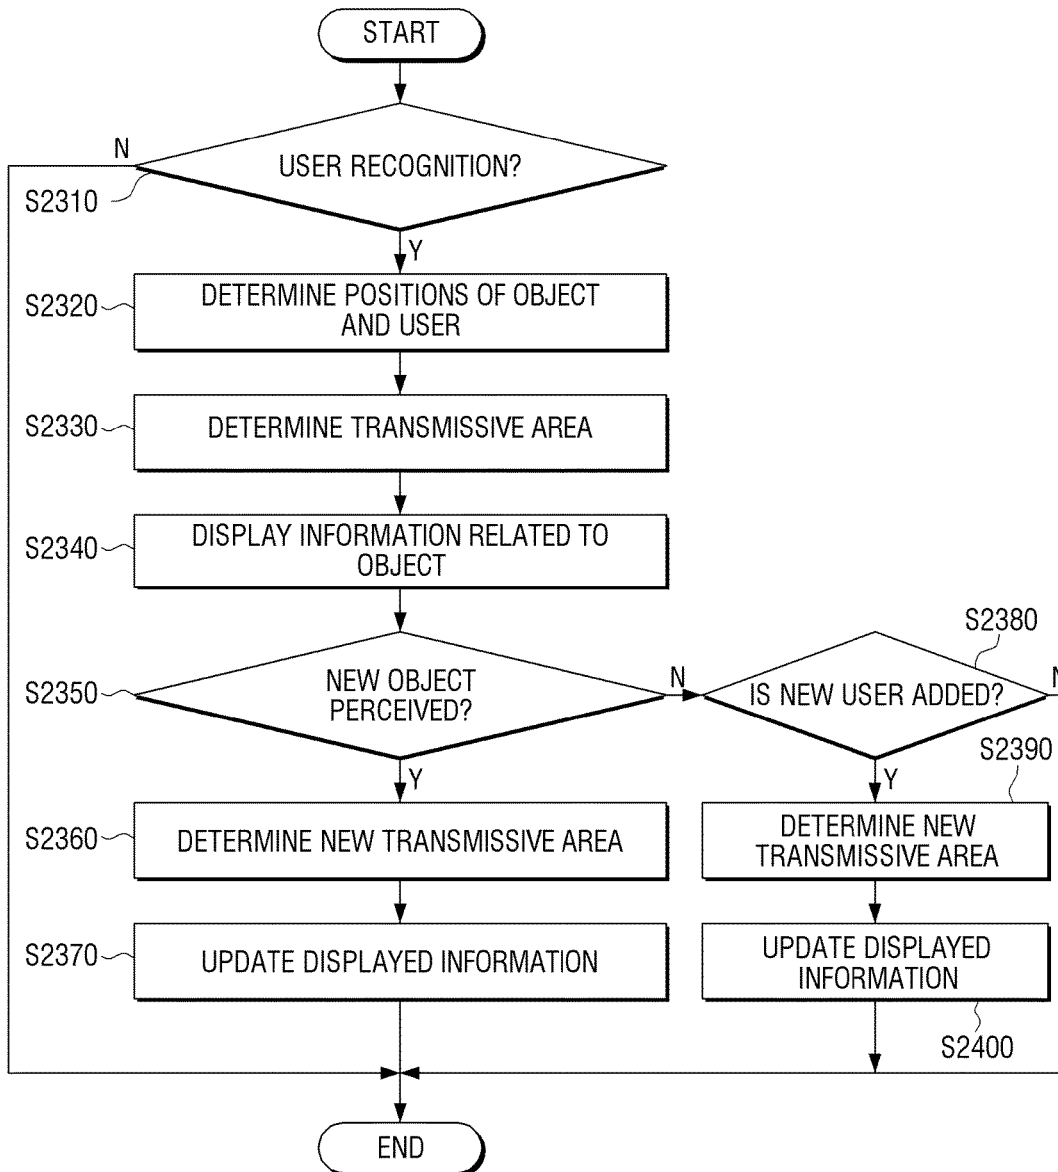 START
N
USER RECOGNITION?
S2310
Y
S2320
DETERMINE POSITIONS OF OBJECT
AND USER
S2330
DETERMINE TRANSMISSIVE AREA
S2340
DISPLAY INFORMATION RELATED TO
OBJECT
S2350
NEW OBJECT
PERCEIVED?
N
S2380
IS NEW USER ADDED?
N
Y
S2360
DETERMINE NEW TRANSMISSIVE AREA
Y
S2390
DETERMINE NEW
TRANSMISSIVE AREA
S2370
UPDATE DISPLAYED INFORMATION
UPDATE DISPLAYED
INFORMATION
S2400
END